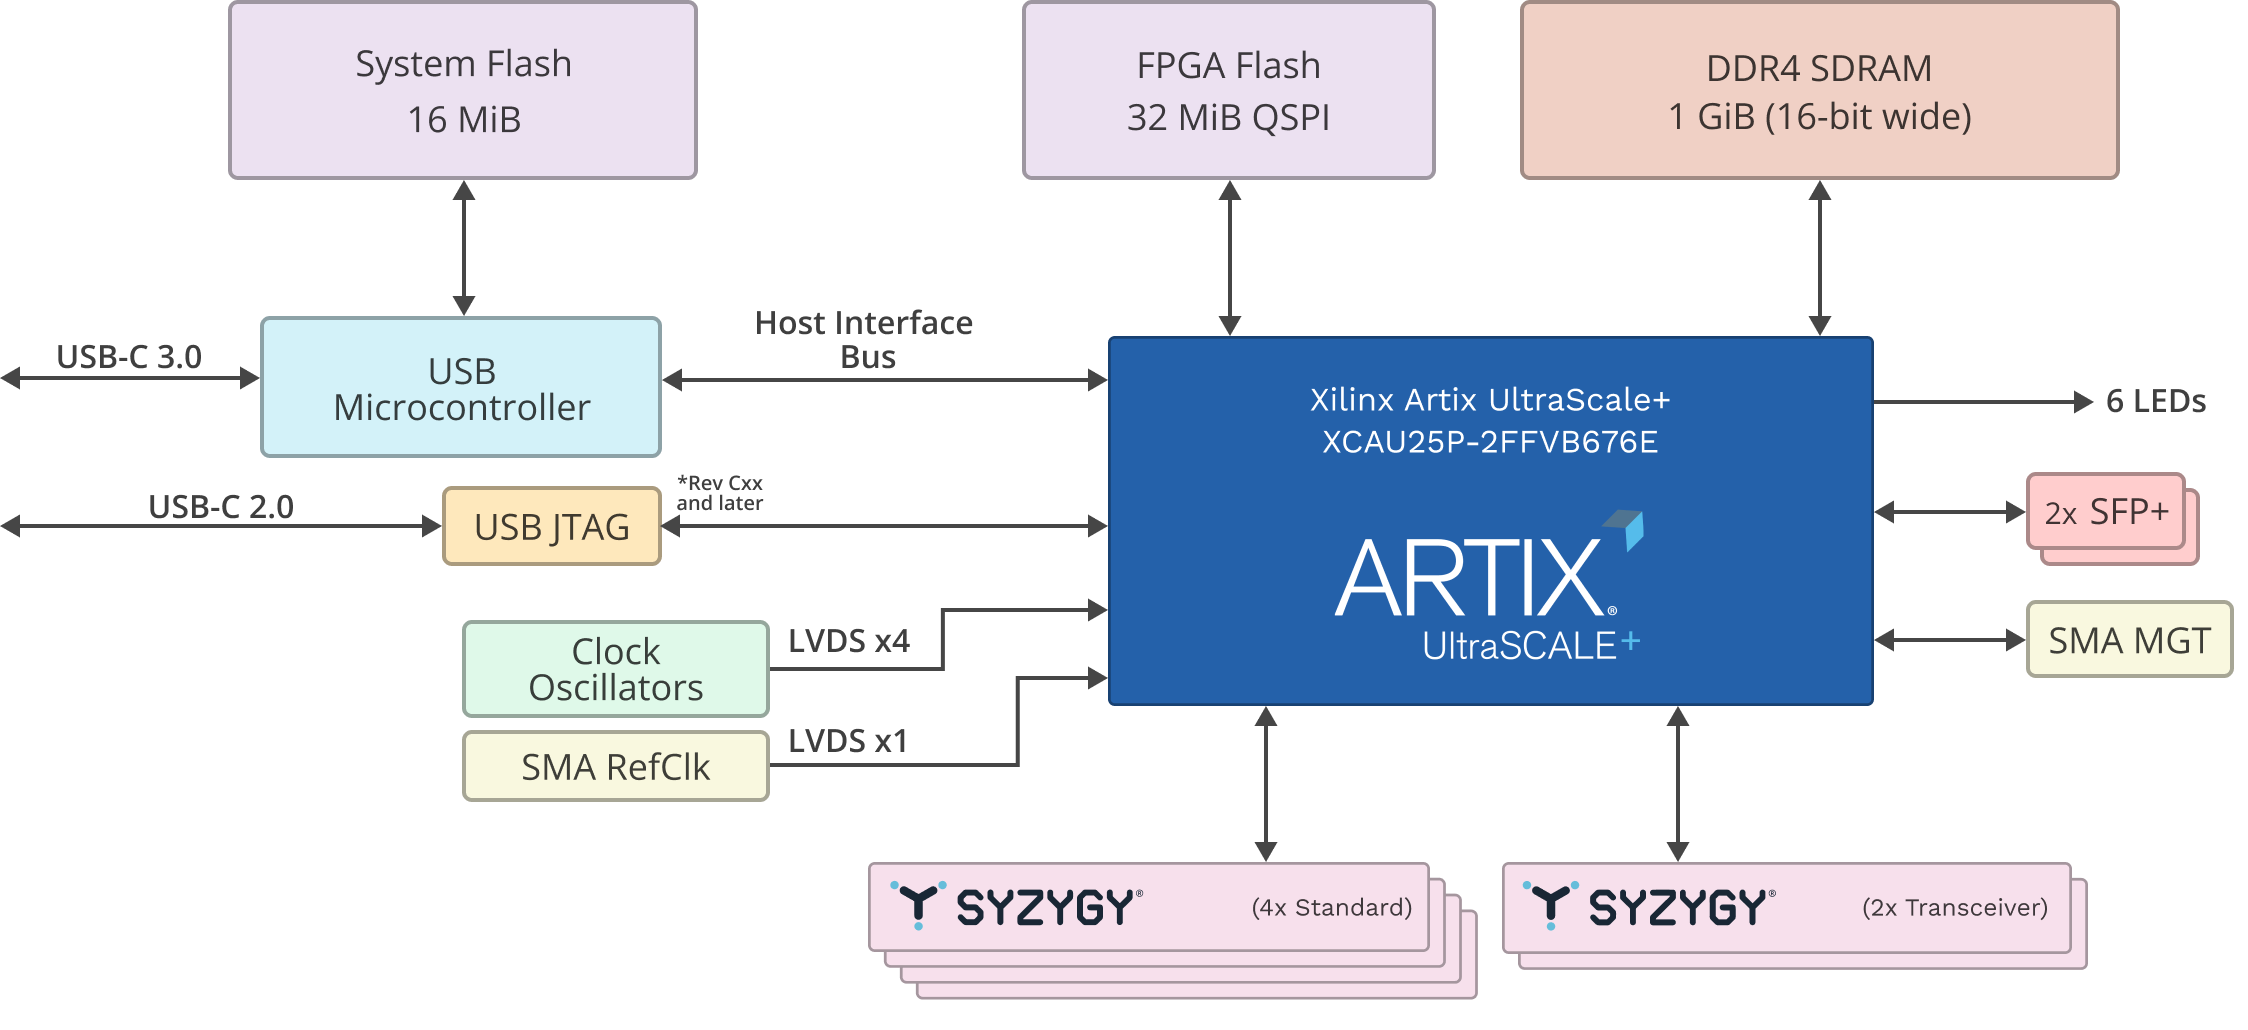 System Flash
16 MiB
FPGA Flash
32 MiB QSPI
DDR4 SDRAM
1 GiB (16-bit wide)
USB-C 3.0
USB
Microcontroller
Host Interface
Bus
Xilinx Artix UltraScale+
XCAU25P-2FFVB676E
6 LEDs
USB-C 2.0
USB JTAG
*Rev Cxx
and later
2x SFP+
ARTIX®
UltraSCALE+
Clock
Oscillators
LVDS x4
SMA MGT
SMA RefClk
LVDS x1
SYZYGY® (4x Standard)
SYZYGY® (2x Transceiver)